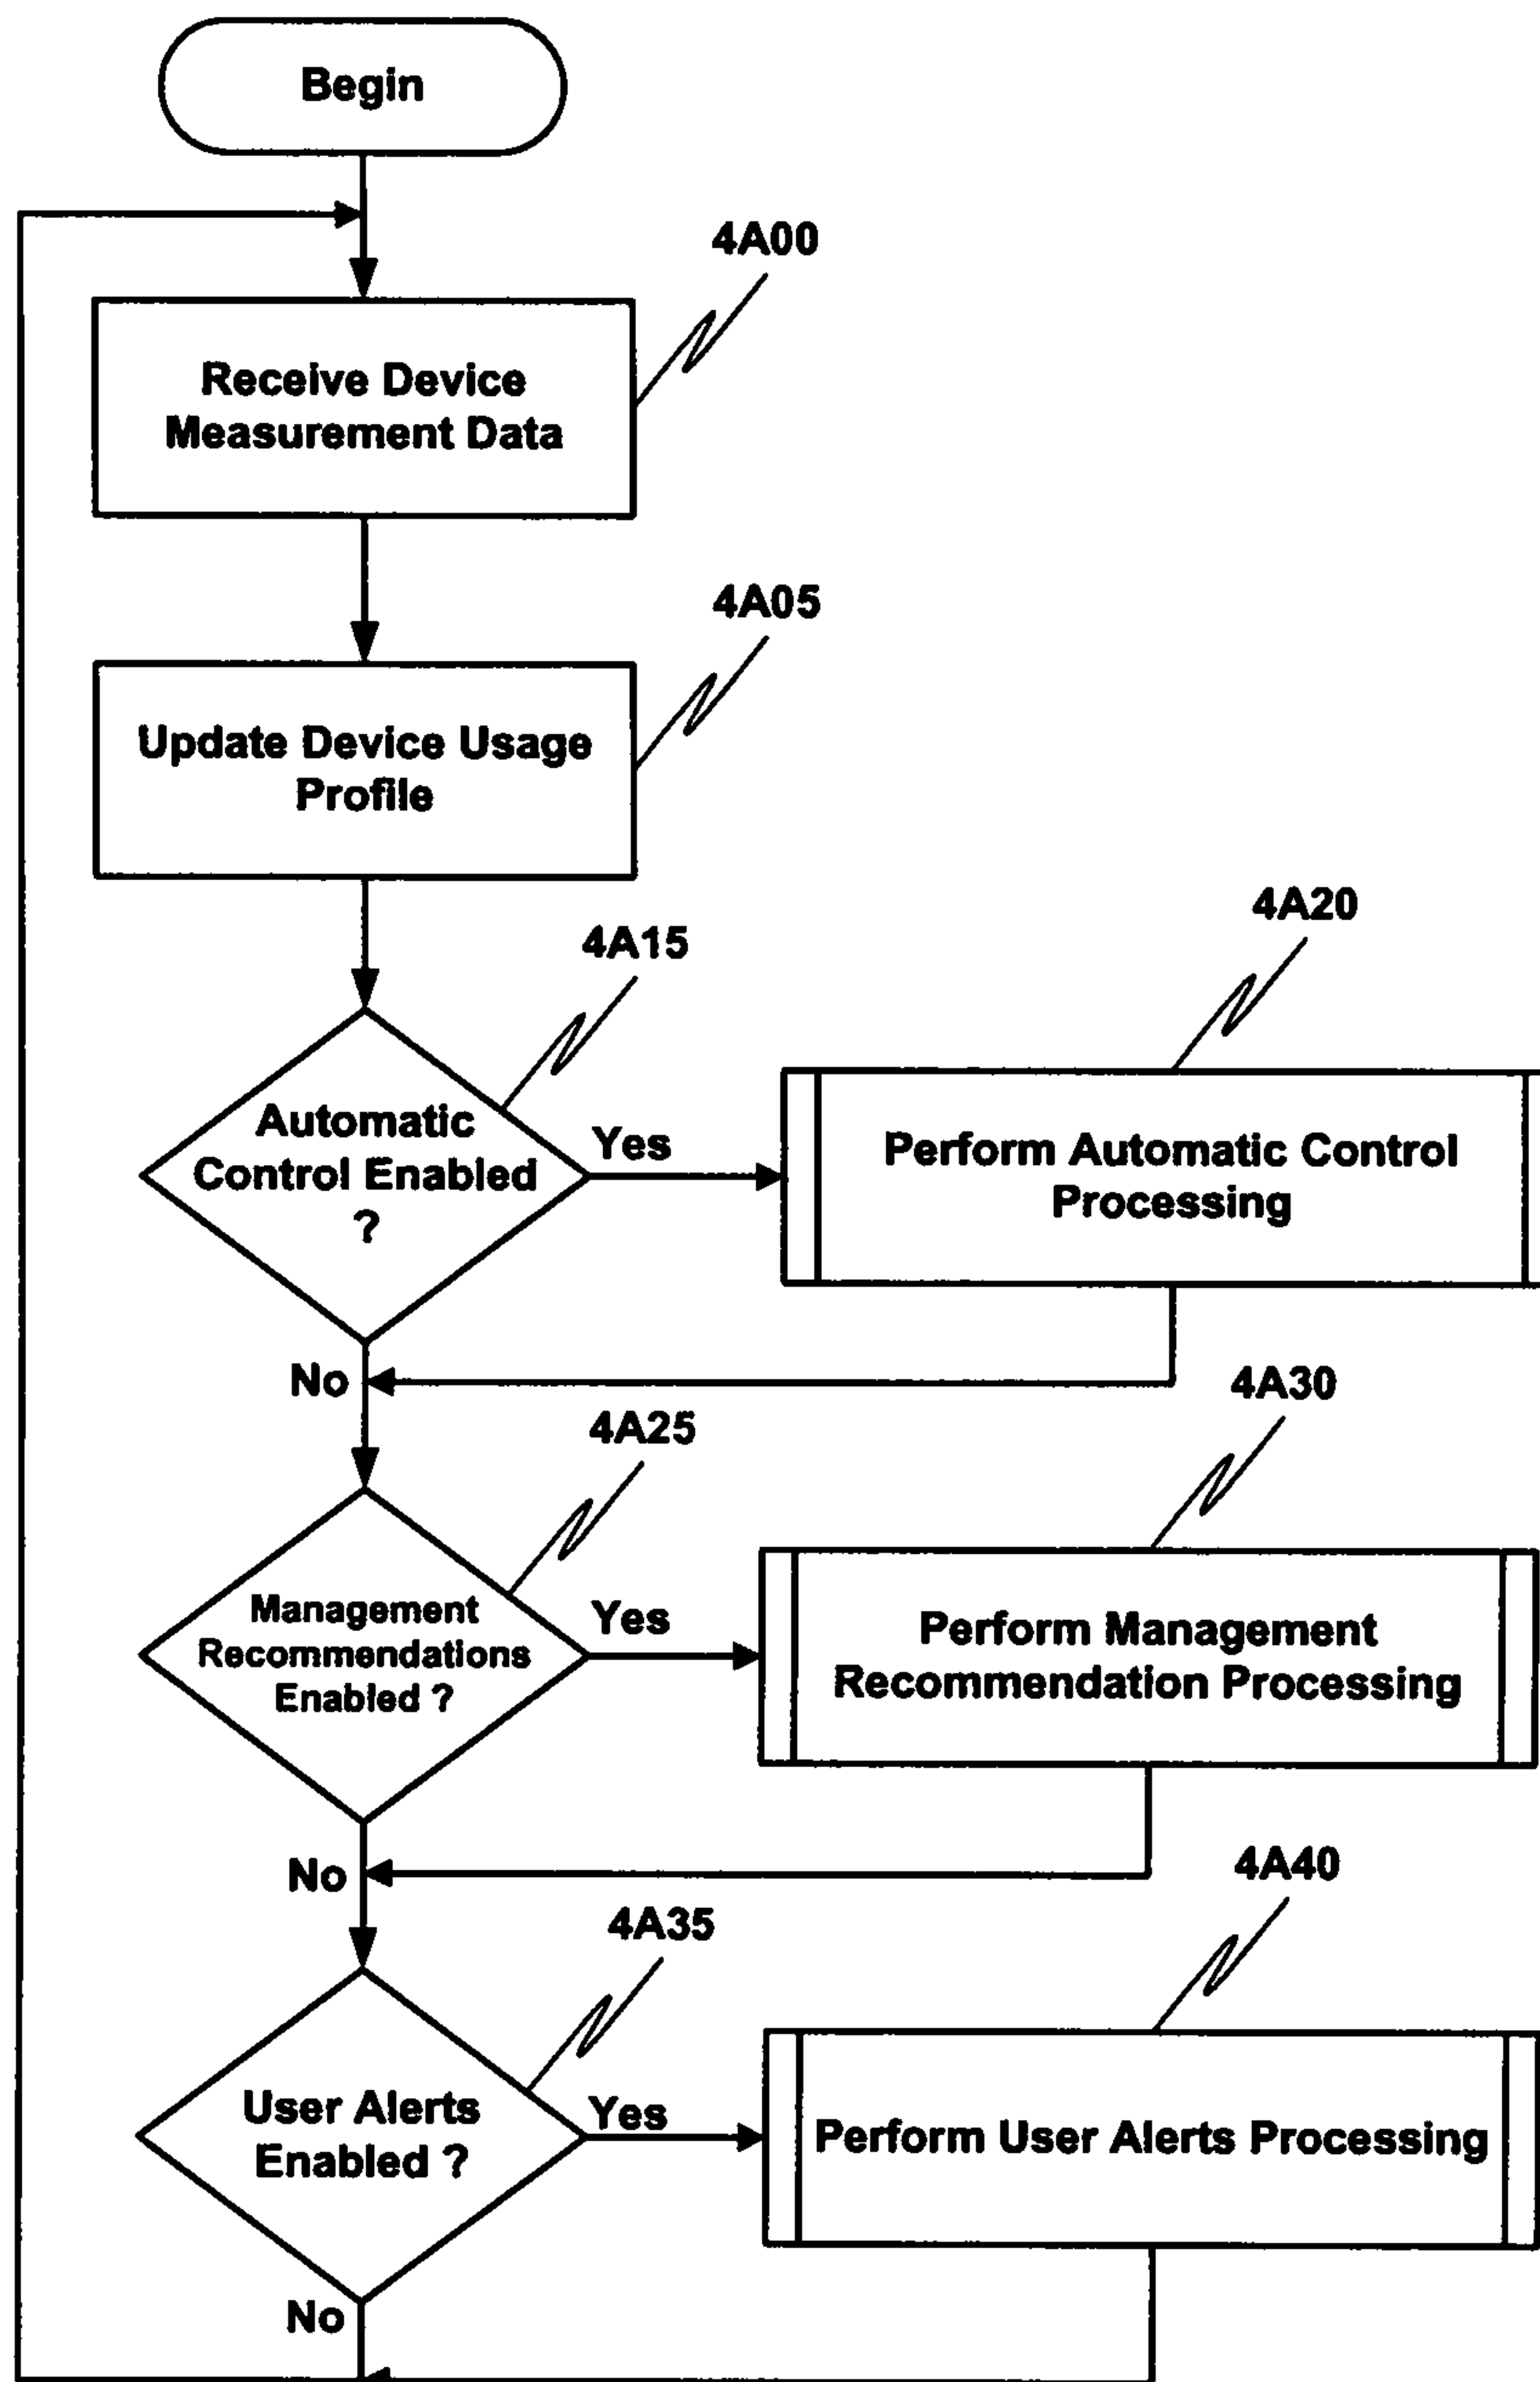 Begin
4A00
Receive Device
Measurement Data
4A05
Update Device Usage
Profile
4A15
4A20
Automatic
Control Enabled
?
Yes
Perform Automatic Control
Processing
No
4A25
4A30
Management
Recommendations
Enabled ?
Yes
Perform Management
Recommendation Processing
No
4A35
4A40
User Alerts
Enabled ?
Yes
Perform User Alerts Processing
No